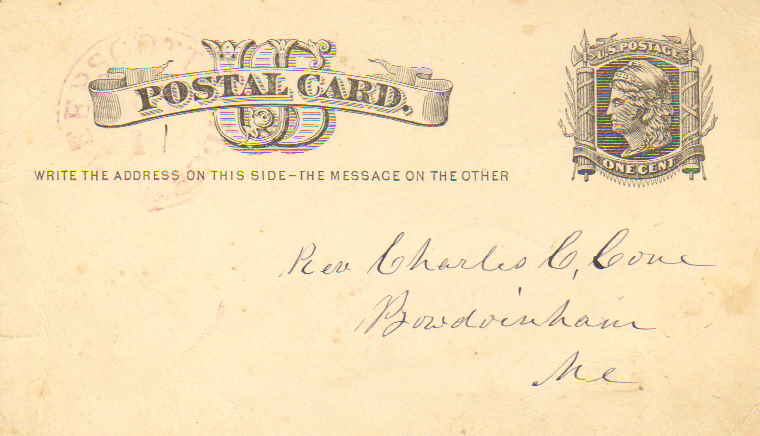 US
POSTAL CARD.
U.S. POSTAGE
ONE CENT
WRITE THE ADDRESS ON THIS SIDE-THE MESSAGE ON THE OTHER
Rev Charles C, Cone
Bowdoinham
Me